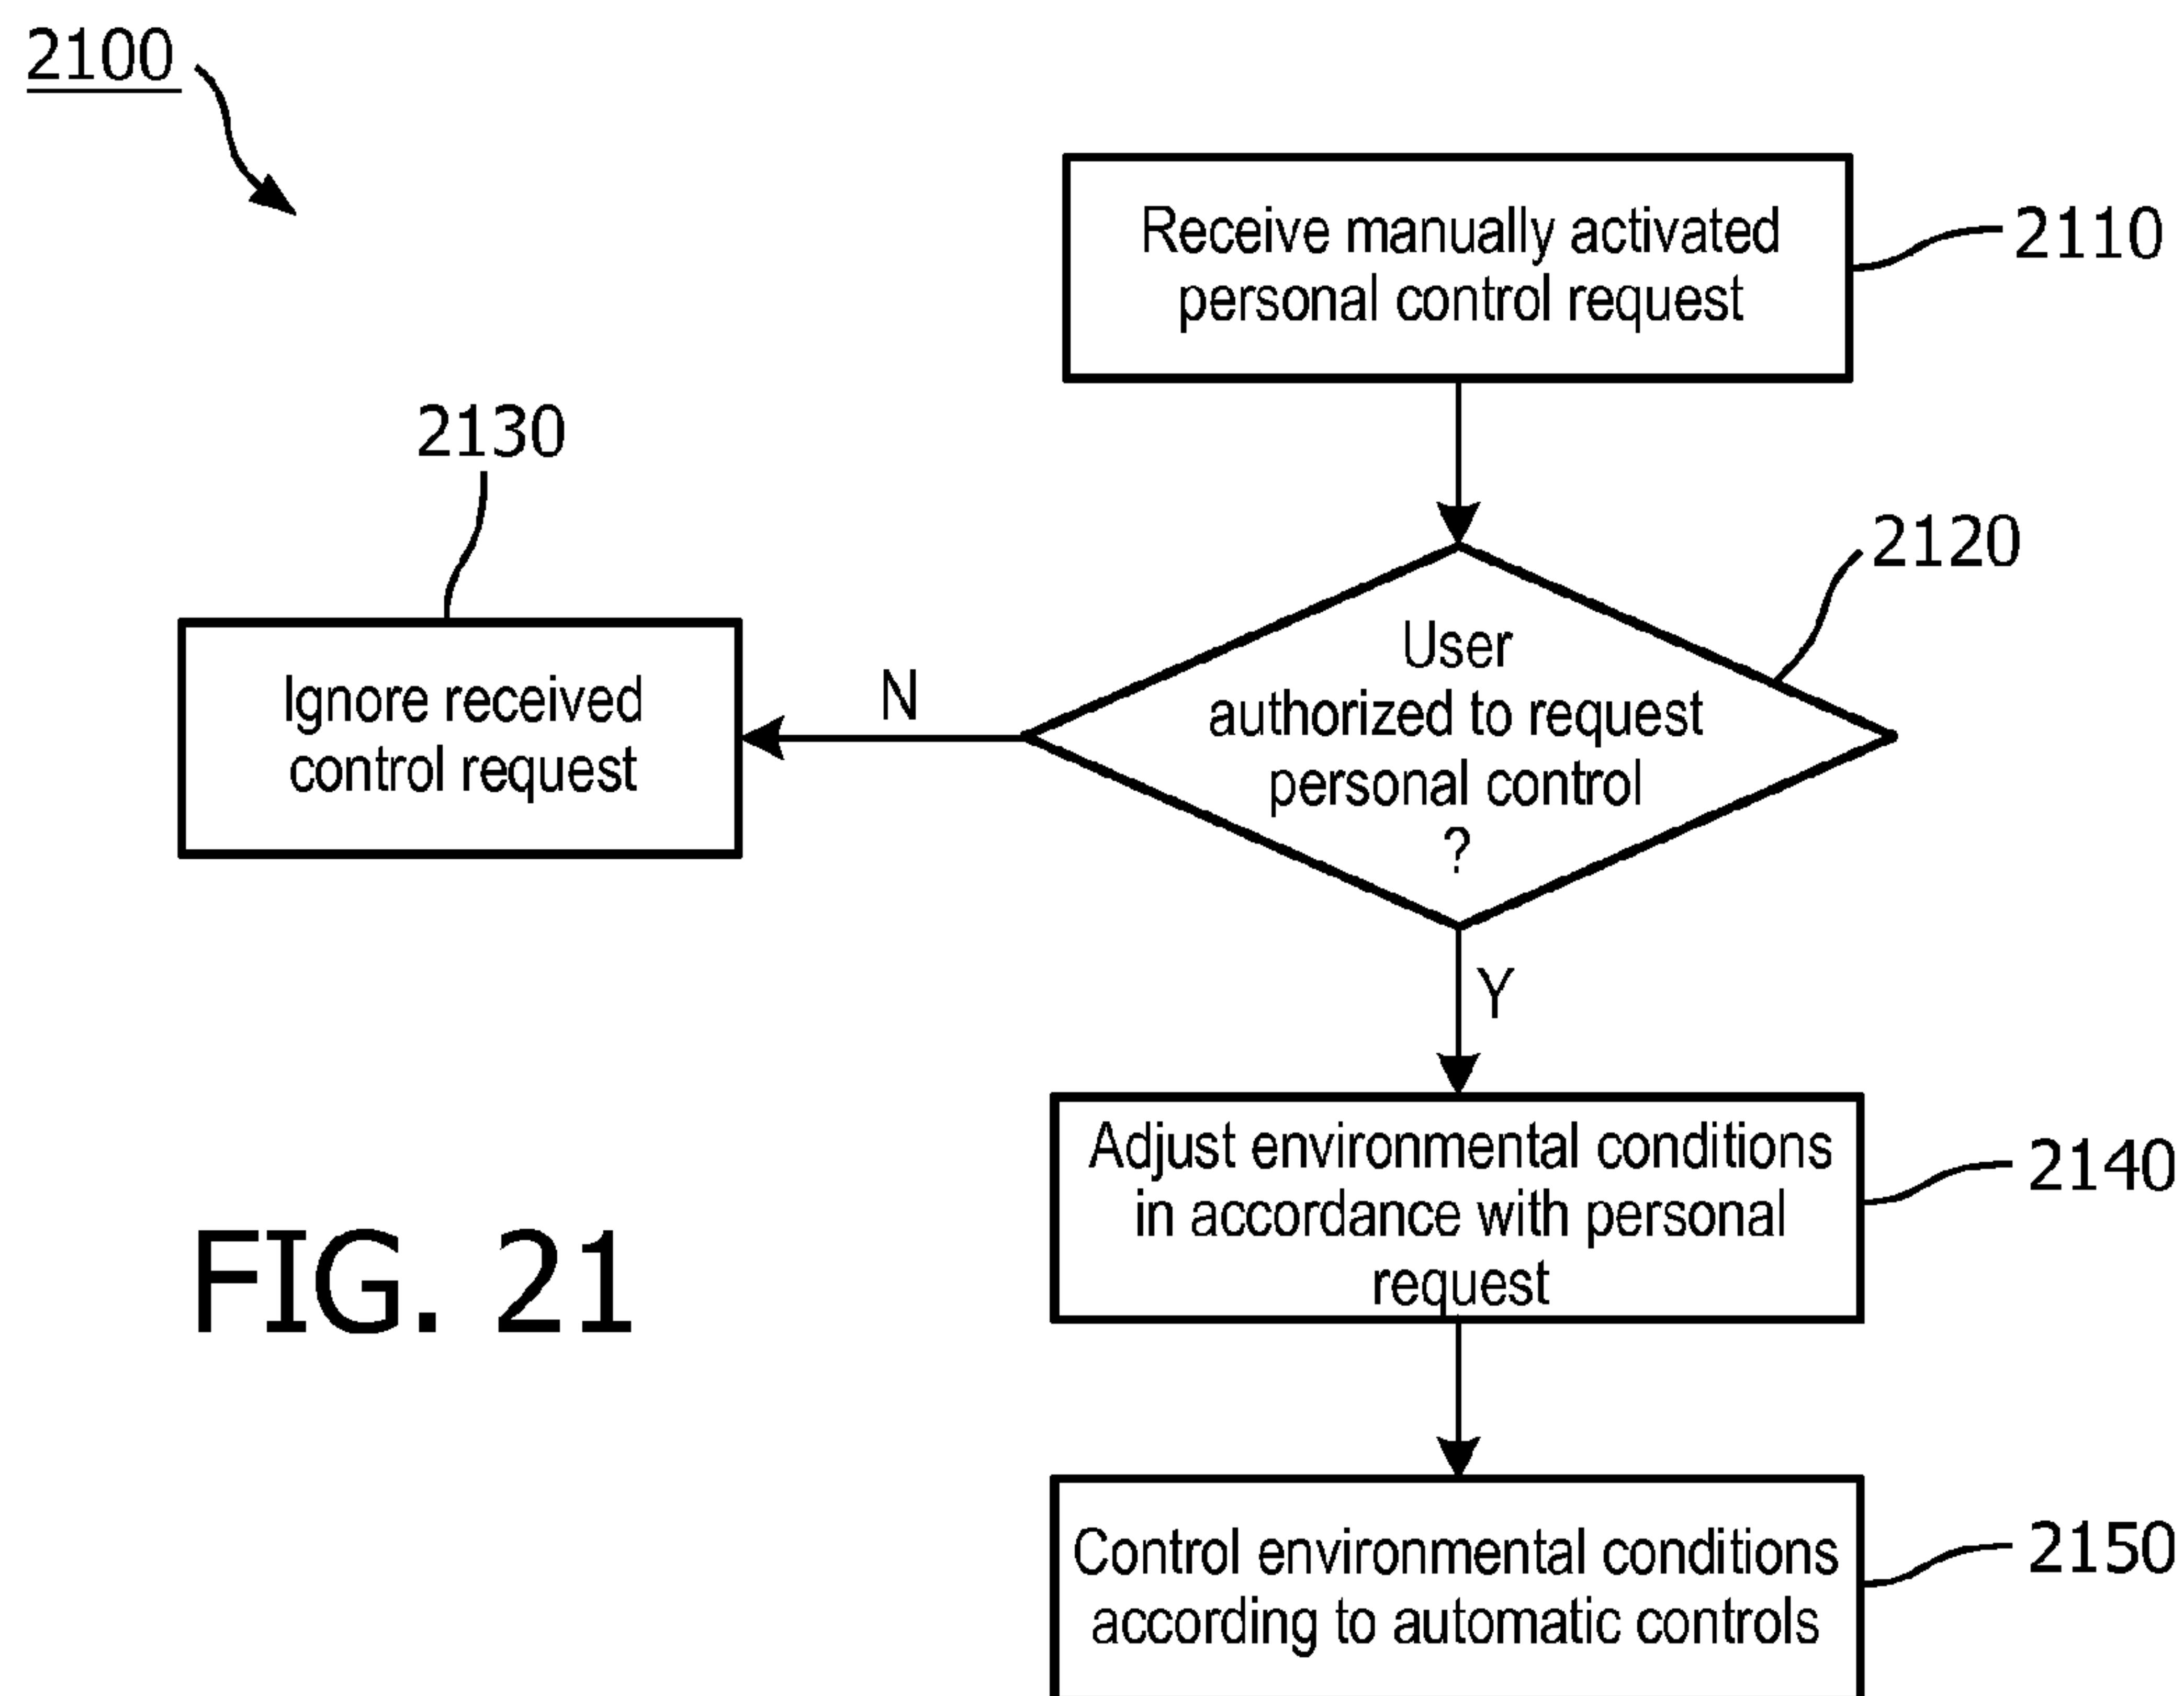 2100
Receive manually activated
personal control request
2110
2130
2120
User
authorized to request
personal control
?
N
Ignore received
control request
Y
Adjust environmental conditions
in accordance with personal
request
2140
FIG. 21
Control environmental conditions
according to automatic controls
2150